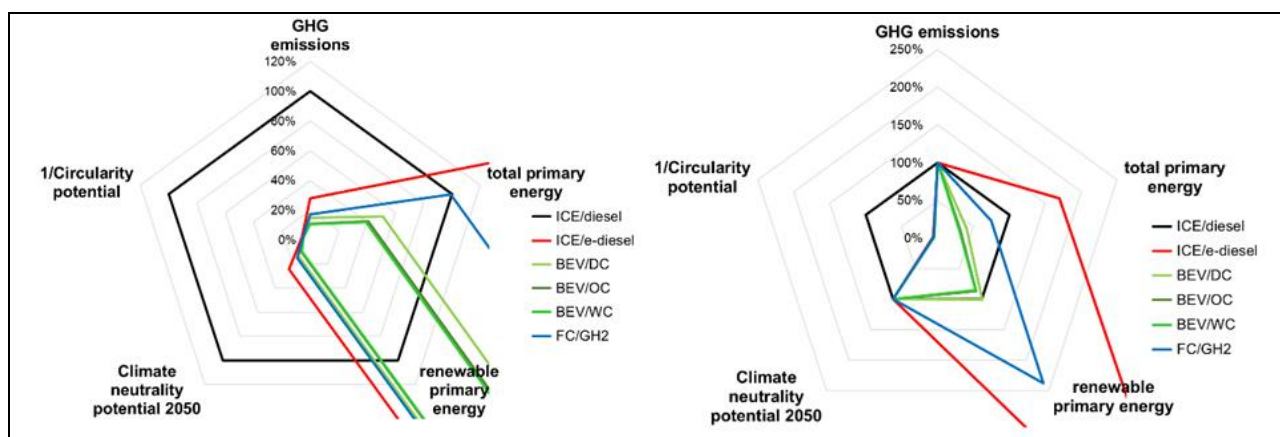 GHG
emissions
120%
100%
80%
60%
40%
20%
0%
1/Circularity
potential
total primary
energy
ICE/diesel
ICE/e-diesel
BEV/DC
BEV/OC
BEV/WC
FC/GH2
Climate
neutrality
potential 2050
renewable
primary
energy
GHG emissions
250%
200%
150%
100%
50%
0%
1/Circularity
potential
total primary
energy
ICE/diesel
ICE/e-diesel
BEV/DC
BEV/OC
BEV/WC
FC/GH2
Climate
neutrality
potential 2050
renewable
primary energy